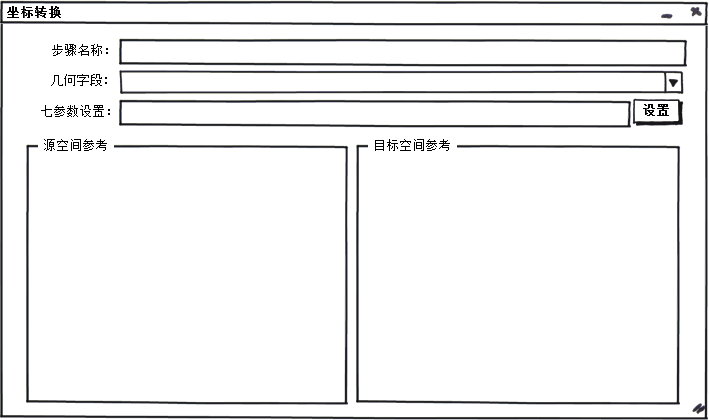 坐标转换
步骤名称：
几何字段：
七参数设置：
设置
源空间参考
目标空间参考